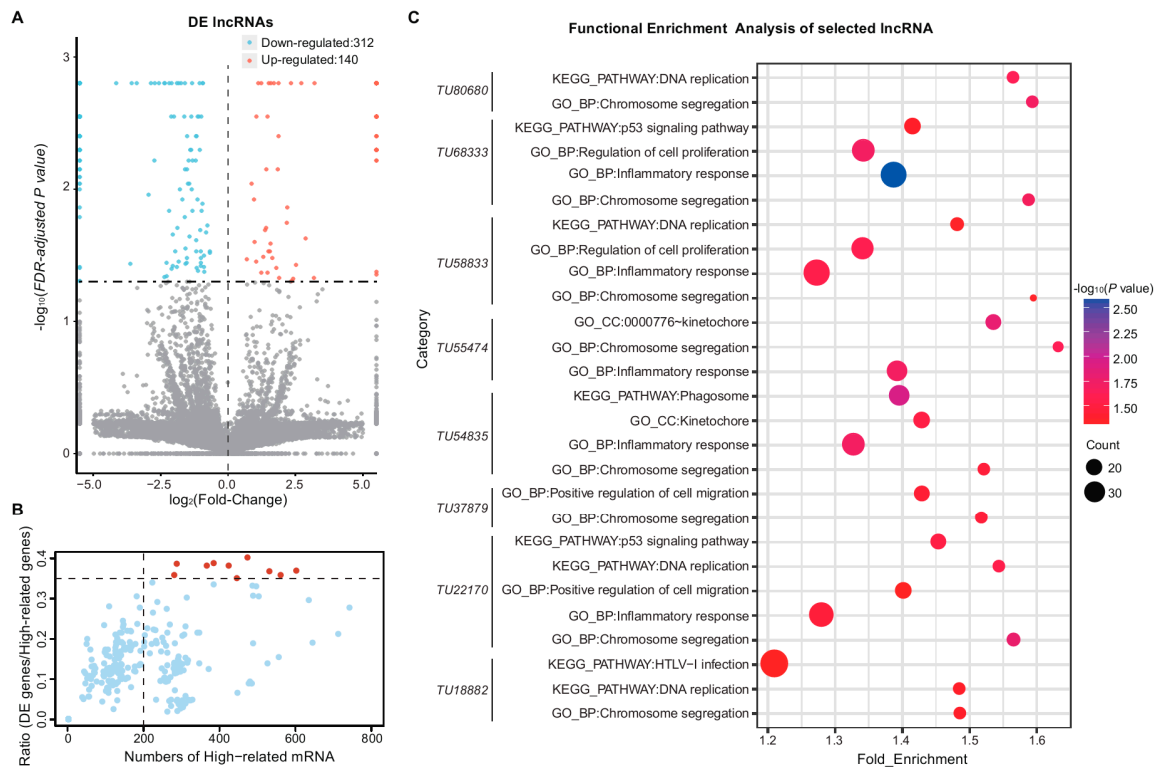 A
DE lncRNAs
Down-regulated:312
Up-regulated:140
3
2
1
0
-log₁₀(FDR-adjusted P value)
−5.0
−2.5
0.0
2.5
5.0
log₂(Fold-Change)
B
Ratio (DE genes/High-related genes)
0.4
0.3
0.2
0.1
0.0
0
200
400
600
800
Numbers of High−related mRNA
C
Functional Enrichment Analysis of selected lncRNA
Category
TU80680
KEGG_PATHWAY:DNA replication
GO_BP:Chromosome segregation
TU68333
KEGG_PATHWAY:p53 signaling pathway
GO_BP:Regulation of cell proliferation
GO_BP:Inflammatory response
GO_BP:Chromosome segregation
TU58833
KEGG_PATHWAY:DNA replication
GO_BP:Regulation of cell proliferation
GO_BP:Inflammatory response
GO_BP:Chromosome segregation
TU55474
GO_CC:0000776~kinetochore
GO_BP:Chromosome segregation
GO_BP:Inflammatory response
TU54835
KEGG_PATHWAY:Phagosome
GO_CC:Kinetochore
GO_BP:Inflammatory response
GO_BP:Chromosome segregation
TU37879
GO_BP:Positive regulation of cell migration
GO_BP:Chromosome segregation
TU22170
KEGG_PATHWAY:p53 signaling pathway
KEGG_PATHWAY:DNA replication
GO_BP:Positive regulation of cell migration
GO_BP:Inflammatory response
GO_BP:Chromosome segregation
TU18882
KEGG_PATHWAY:HTLV−I infection
KEGG_PATHWAY:DNA replication
GO_BP:Chromosome segregation
1.2
1.3
1.4
1.5
1.6
Fold_Enrichment
-log₁₀(P value)
2.50
2.25
2.00
1.75
1.50
Count
20
30